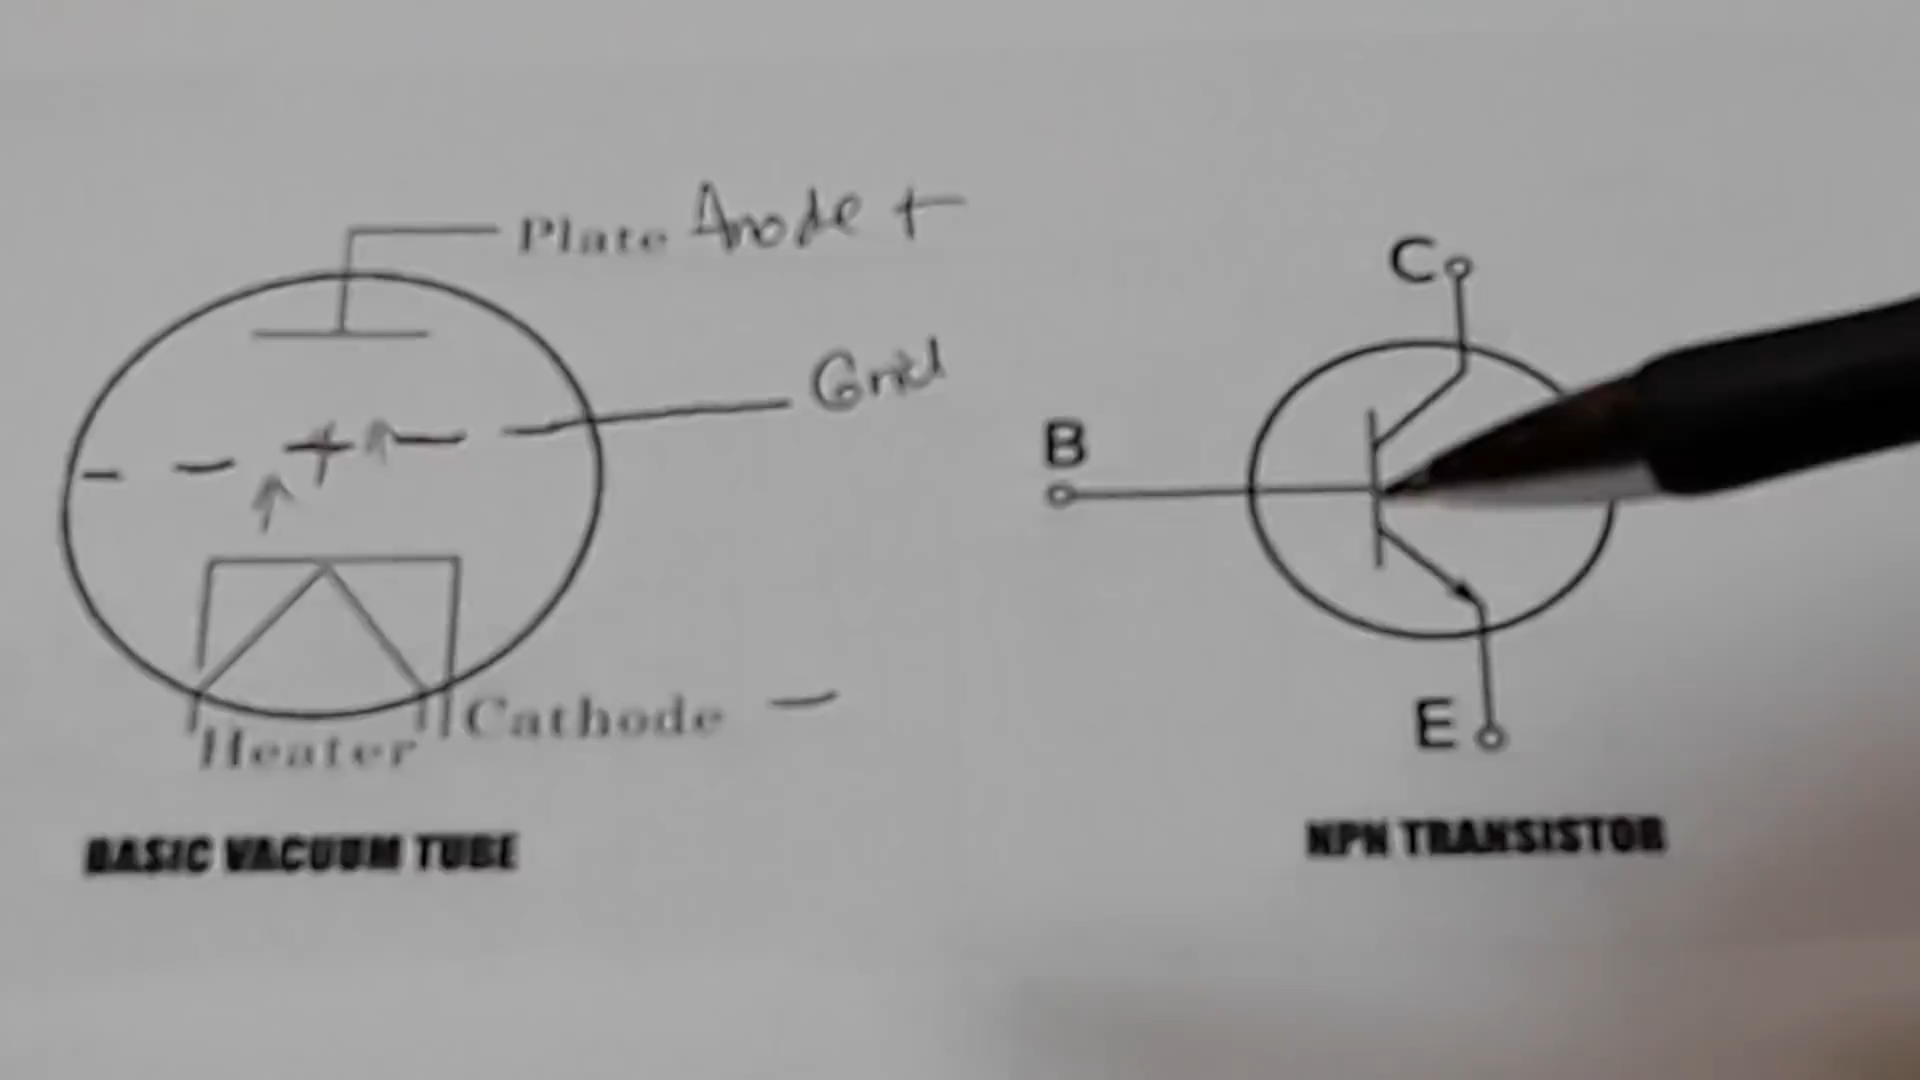 Plate Anode +
Grid
Cathode -
Heater
BASIC VACUUM TUBE
C
B
E
NPN TRANSISTOR